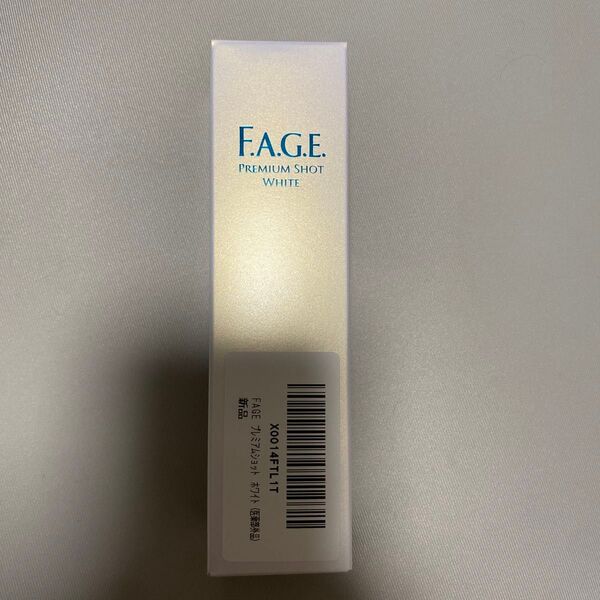 F.A.G.E.
PREMIUM SHOT
WHITE
X0014FTL1T
FAGE プレミアムショット ホワイト (医薬部外品)
新品